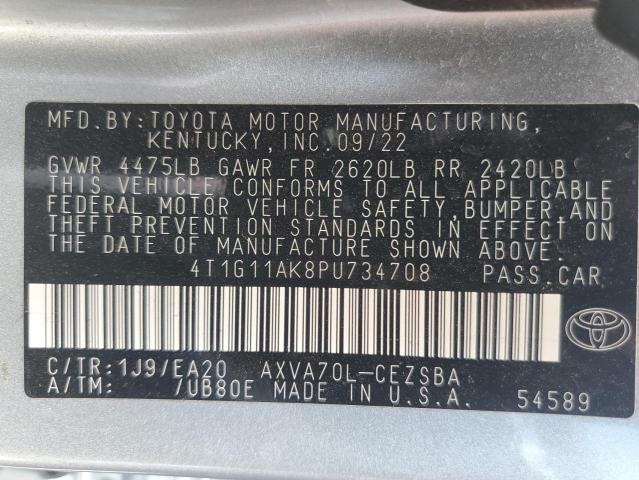 MFD.BY:TOYOTA MOTOR MANUFACTURING,
KENTUCKY, INC. 09/22
GVWR 4475LB GAWR FR 2620LB RR 2420LB
THIS VEHICLE CONFORMS TO ALL APPLICABLE
FEDERAL MOTOR VEHICLE SAFETY,BUMPER,AND
THEFT PREVENTION STANDARDS IN EFFECT ON
THE DATE OF MANUFACTURE SHOWN ABOVE.
4T1G11AK8PU734708 PASS.CAR
C/TR:1J9/EA20 AXVA70L-CEZSBA
A/TM: /UB80E MADE IN U.S.A. 54589